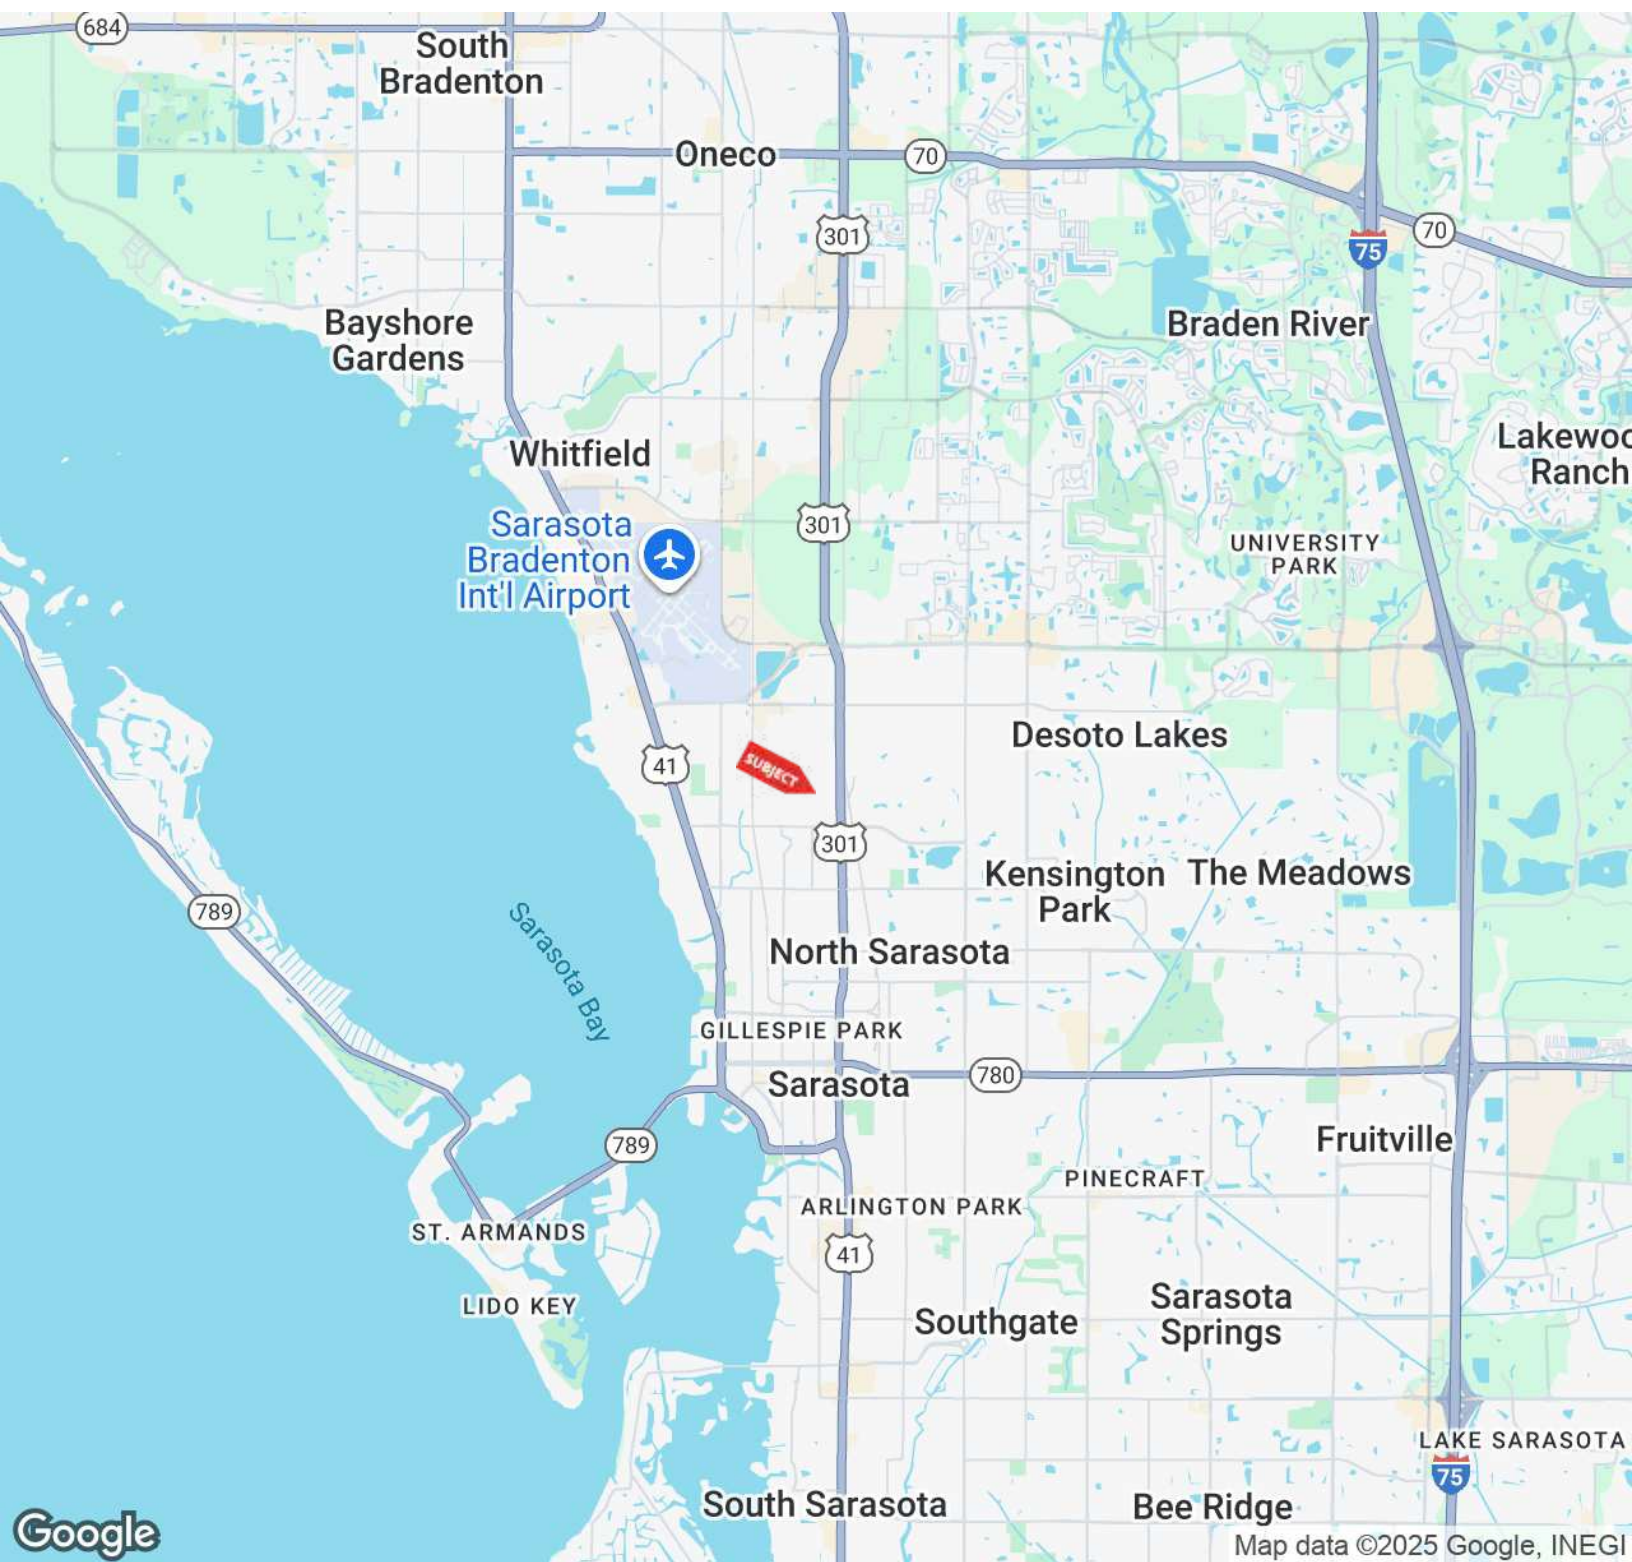 684
South
Bradenton
Oneco
70
301
70
75
Bayshore
Gardens
Braden River
Whitfield
Lakewoo
Ranch
Sarasota
Bradenton
Int'l Airport
301
UNIVERSITY
PARK
Desoto Lakes
SUBJECT
41
301
Kensington
Park
The Meadows
789
Sarasota Bay
North Sarasota
GILLESPIE PARK
Sarasota
780
789
Fruitville
PINECRAFT
ARLINGTON PARK
ST. ARMANDS
41
LIDO KEY
Southgate
Sarasota
Springs
LAKE SARASOTA
75
South Sarasota
Bee Ridge
Google
Map data ©2025 Google, INEGI